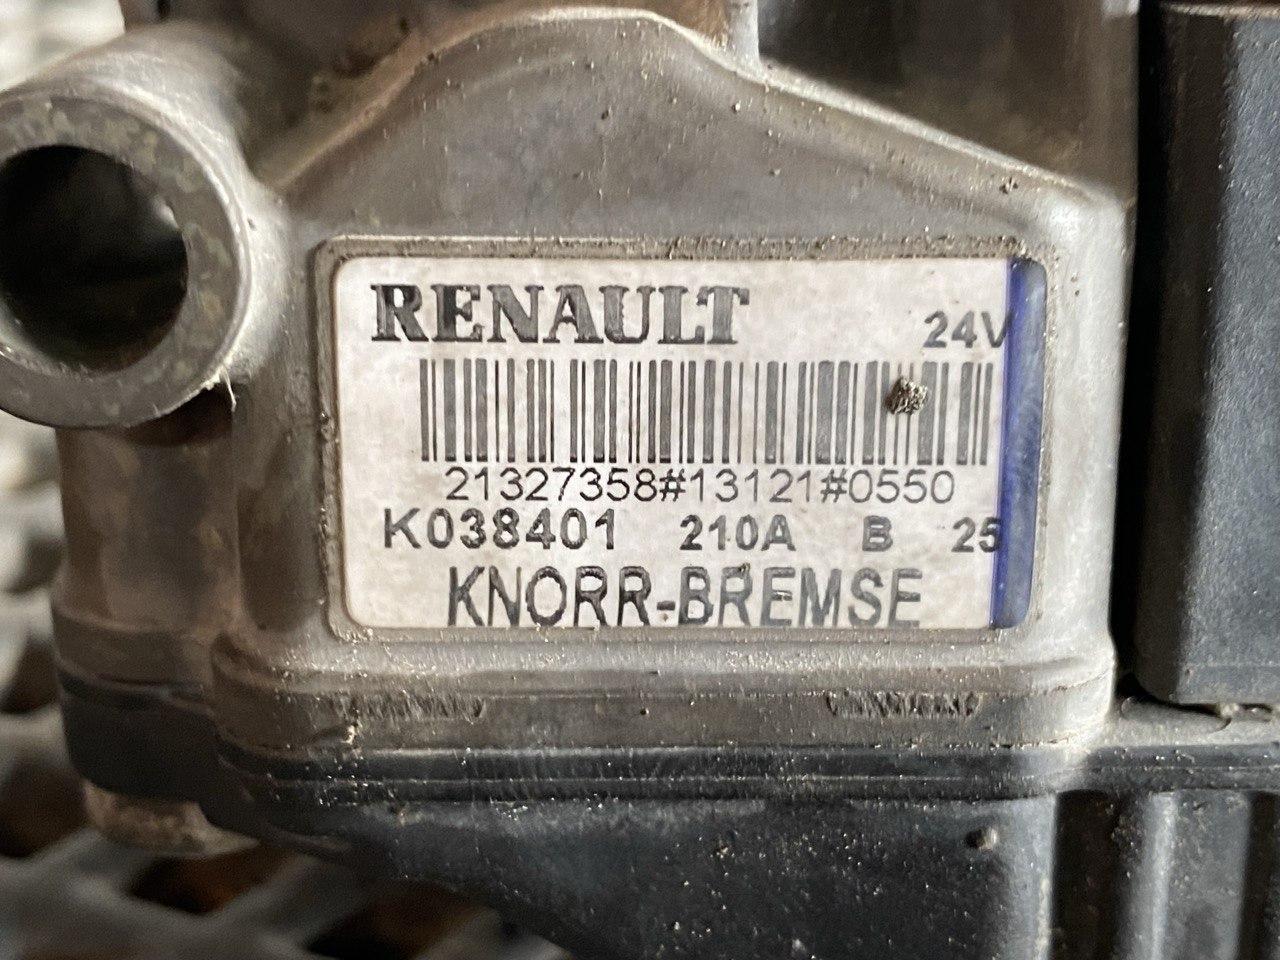 RENAULT
24V
21327358#13121#0550
K038401 210A B 25
KNORR-BREMSE